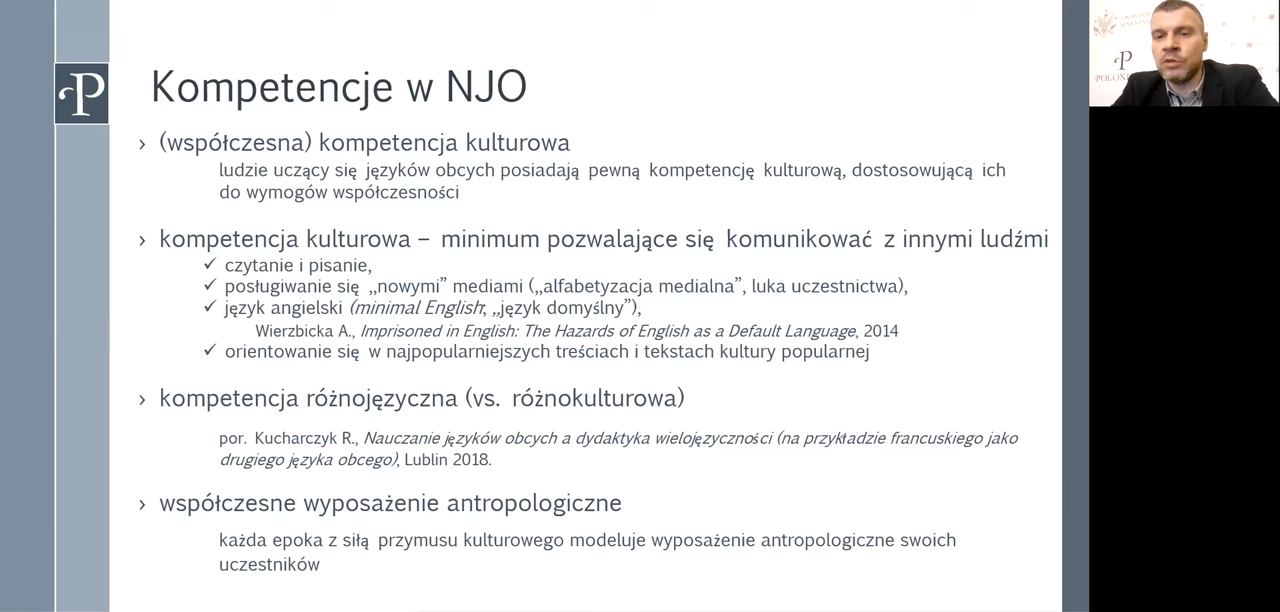 Kompetencje w NJO
› (współczesna) kompetencja kulturowa
ludzie uczący się języków obcych posiadają pewną kompetencję kulturową, dostosowującą ich
do wymogów współczesności
› kompetencja kulturowa – minimum pozwalające się komunikować z innymi ludźmi
✓ czytanie i pisanie,
✓ posługiwanie się „nowymi” mediami („alfabetyzacja medialna”, luka uczestnictwa),
✓ język angielski (minimal English; „język domyślny”),
Wierzbicka A., Imprisoned in English: The Hazards of English as a Default Language, 2014
✓ orientowanie się w najpopularniejszych treściach i tekstach kultury popularnej
› kompetencja różnojęzyczna (vs. różnokulturowa)
por. Kucharczyk R., Nauczanie języków obcych a dydaktyka wielojęzyczności (na przykładzie francuskiego jako
drugiego języka obcego), Lublin 2018.
› współczesne wyposażenie antropologiczne
każda epoka z siłą przymusu kulturowego modeluje wyposażenie antropologiczne swoich
uczestników
P
P